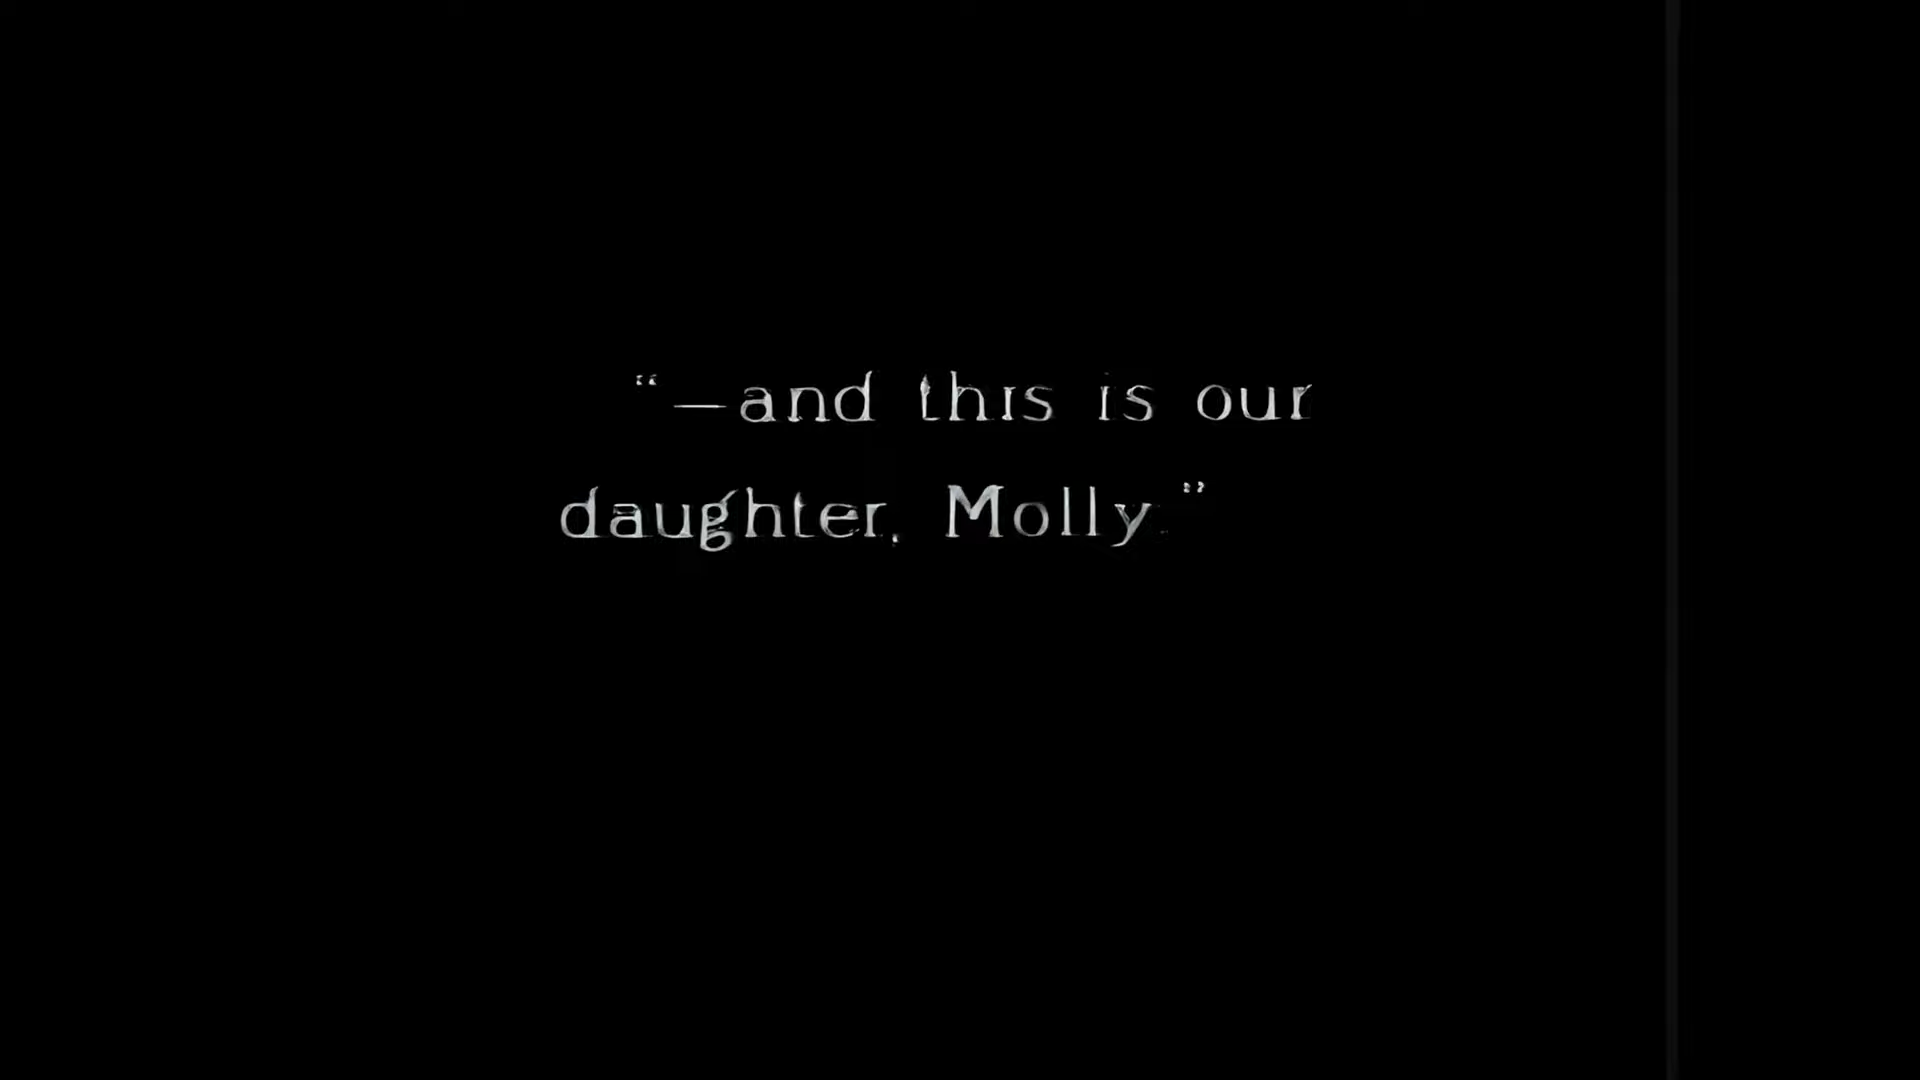 “—and this is our
daughter, Molly.”